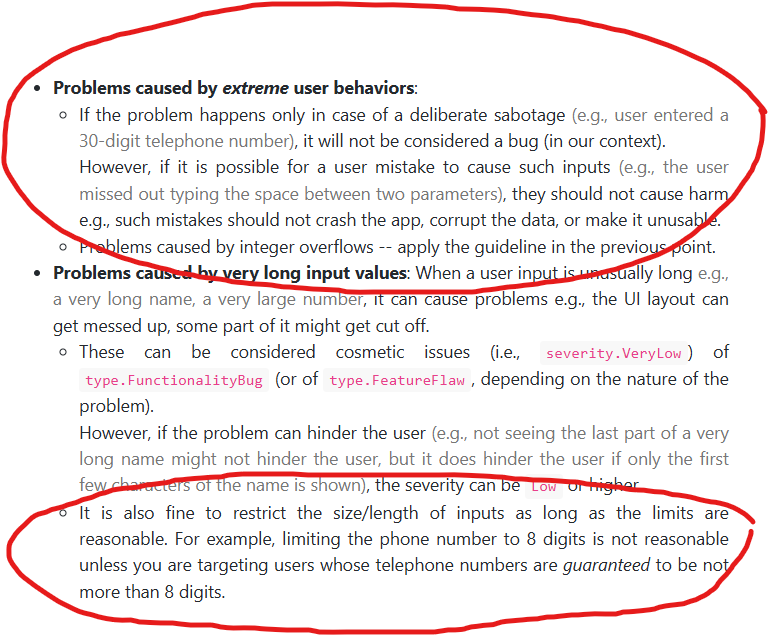 Problems caused by extreme user behaviors:
If the problem happens only in case of a deliberate sabotage (e.g., user entered a
30-digit telephone number), it will not be considered a bug (in our context).
However, if it is possible for a user mistake to cause such inputs (e.g., the user
missed out typing the space between two parameters), they should not cause harm
e.g., such mistakes should not crash the app, corrupt the data, or make it unusable.
Problems caused by integer overflows -- apply the guideline in the previous point.
Problems caused by very long input values: When a user input is unusually long e.g.,
a very long name, a very large number, it can cause problems e.g., the UI layout can
get messed up, some part of it might get cut off.
These can be considered cosmetic issues (i.e., severity.VeryLow) of
type.FunctionalityBug (or of type.FeatureFlaw, depending on the nature of the
problem).
However, if the problem can hinder the user (e.g., not seeing the last part of a very
long name might not hinder the user, but it does hinder the user if only the first
few characters of the name is shown), the severity can be Low or higher.
It is also fine to restrict the size/length of inputs as long as the limits are
reasonable. For example, limiting the phone number to 8 digits is not reasonable
unless you are targeting users whose telephone numbers are guaranteed to be not
more than 8 digits.